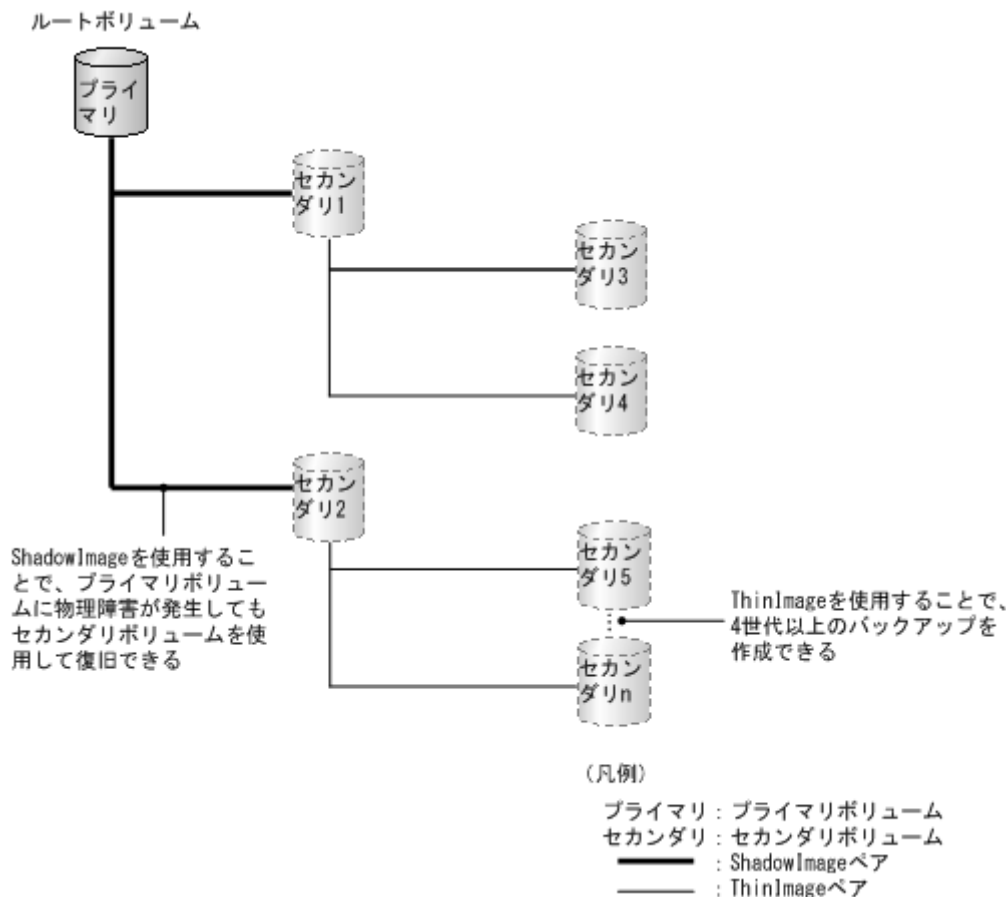 ルートボリューム
プライ
マリ
セカン
ダリ1
セカン
ダリ3
セカン
ダリ4
セカン
ダリ2
ShadowImageを使用するこ
とで、プライマリボリュー
ムに物理障害が発生しても
セカンダリボリュームを使
用して復旧できる
セカン
ダリ5
ThinImageを使用することで、
4世代以上のバックアップを
作成できる
セカン
ダリn
(凡例)
プライマリ:プライマリボリューム
セカンダリ:セカンダリボリューム
:ShadowImageペア
:ThinImageペア